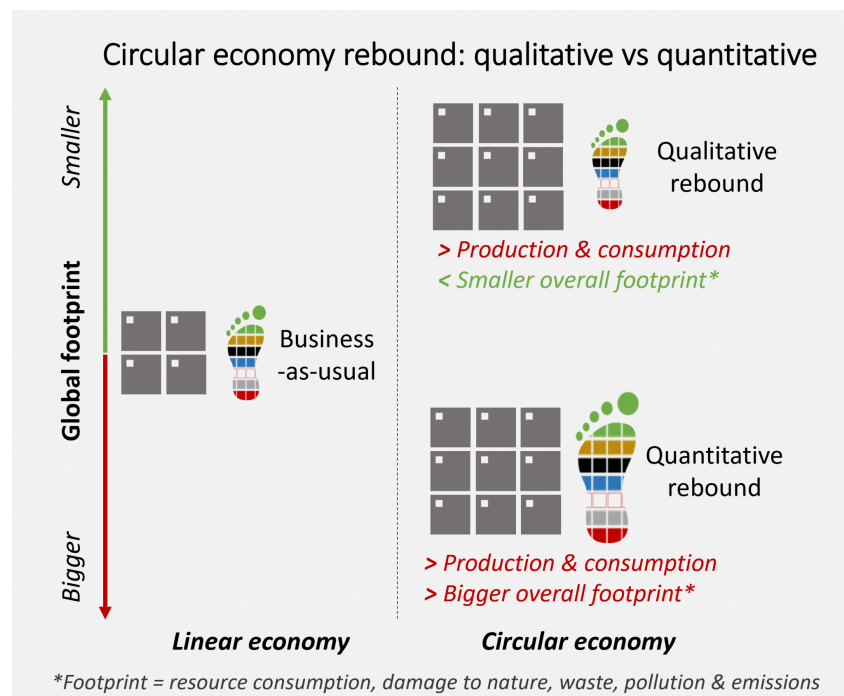 Circular economy rebound: qualitative vs quantitative
Smaller
Global footprint
Bigger
Business
-as-usual
Qualitative
rebound
> Production & consumption
< Smaller overall footprint*
Quantitative
rebound
> Production & consumption
> Bigger overall footprint*
Linear economy
Circular economy
*Footprint = resource consumption, damage to nature, waste, pollution & emissions